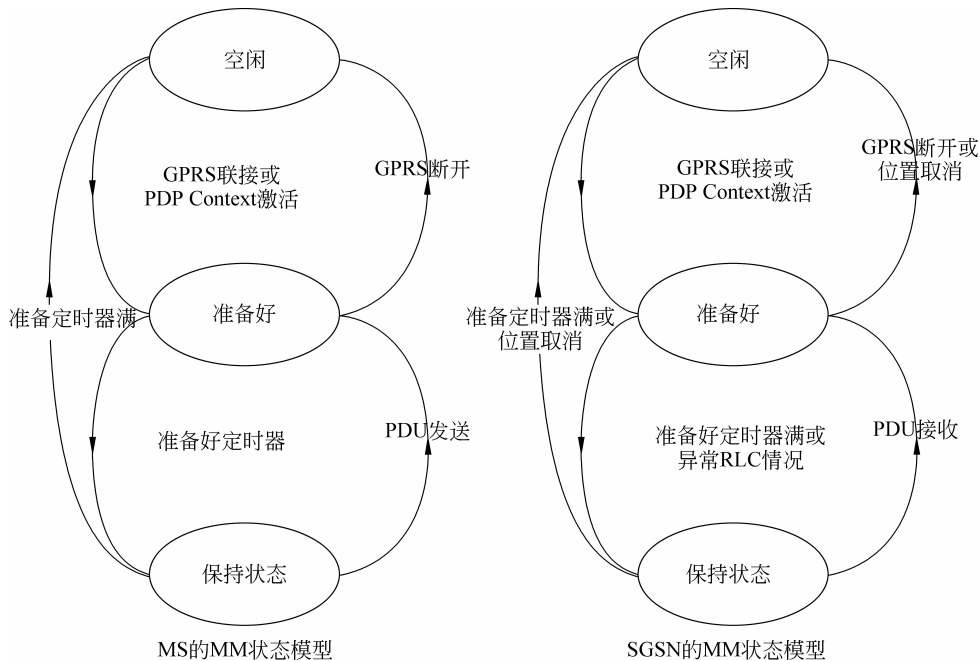 空闲
GPRS联接或
PDP Context激活
GPRS断开
准备定时器满
准备好
准备好定时器
PDU发送
保持状态
MS的MM状态模型
空闲
GPRS联接或
PDP Context激活
GPRS断开或
位置取消
准备定时器满或
位置取消
准备好
准备好定时器满或
异常RLC情况
PDU接收
保持状态
SGSN的MM状态模型